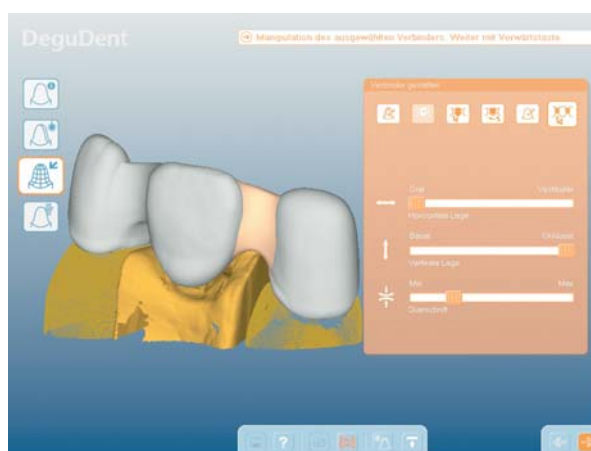 DeguDent
Manipulation des ausgewählten Verbinders. Weiter mit Vorwärtstaste
Verbinder gestalten
Oral Vestibulär
Horizontale Lage
Basal Okklusal
Vertikale Lage
Min Max
Querschnitt
?